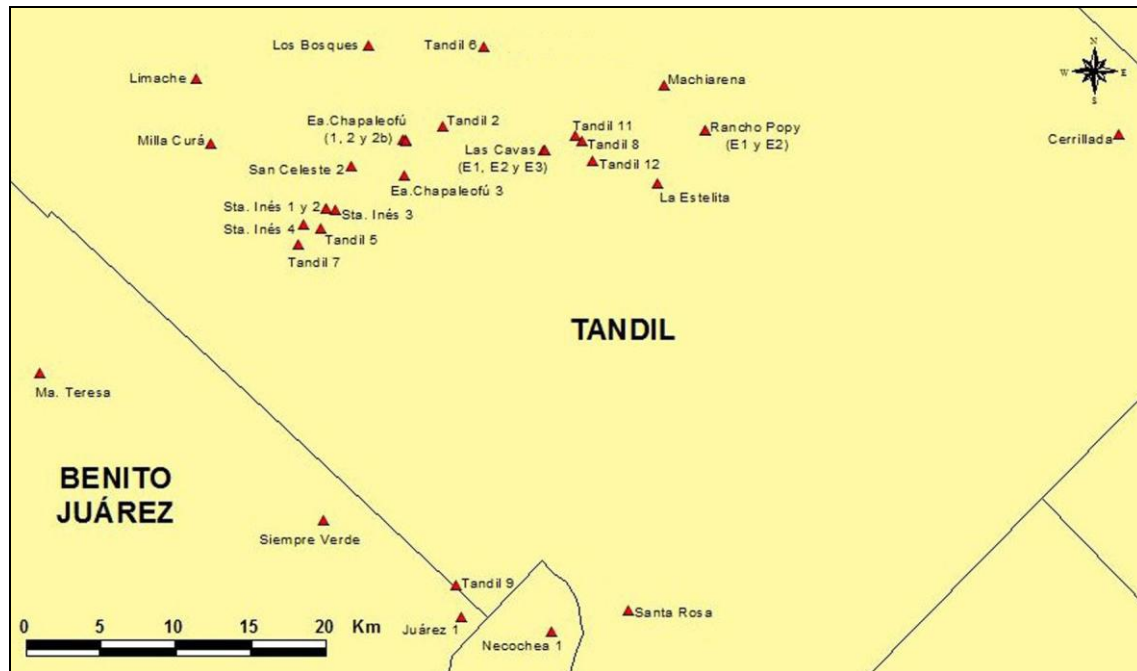 Los Bosques
Tandil 6
N
W
E
S
Limache
Machiarena
Ea.Chapaleofú
(1, 2 y 2b)
Tandil 2
Tandil 11
Rancho Popy
(E1 y E2)
Cerrillada
Milla Curá
Las Cavas
(E1, E2 y E3)
Tandil 8
Tandil 12
San Celeste 2
Ea.Chapaleofú 3
La Estelita
Sta. Inés 1 y 2
Sta. Inés 3
Sta. Inés 4
Tandil 5
Tandil 7
TANDIL
Ma. Teresa
BENITO
JUÁREZ
Siempre Verde
Tandil 9
Santa Rosa
Juárez 1
Necochea 1
0 5 10 15 20 Km